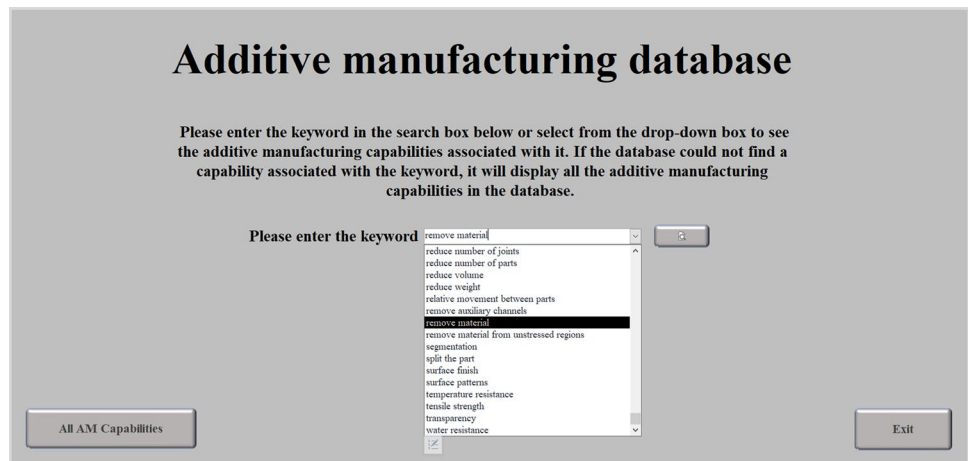 Additive manufacturing database
Please enter the keyword in the search box below or select from the drop-down box to see
the additive manufacturing capabilities associated with it. If the database could not find a
capability associated with the keyword, it will display all the additive manufacturing
capabilities in the database.
Please enter the keyword remove material
reduce number of joints
reduce number of parts
reduce volume
reduce weight
relative movement between parts
remove auxiliary channels
remove material
remove material from unstressed regions
segmentation
split the part
surface finish
surface patterns
temperature resistance
tensile strength
transparency
water resistance
All AM Capabilities
Exit